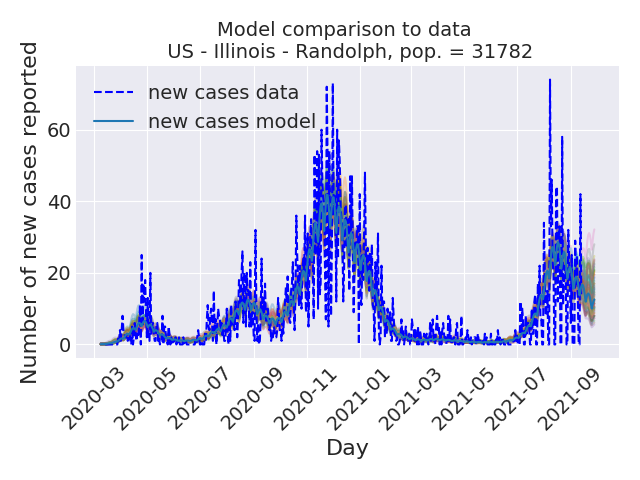 Model comparison to data
US - Illinois - Randolph, pop. = 31782
Number of new cases reported
new cases data
new cases model
60
40
20
0
2020-03
2020-05
2020-07
2020-09
2020-11
2021-01
2021-03
2021-05
2021-07
2021-09
Day